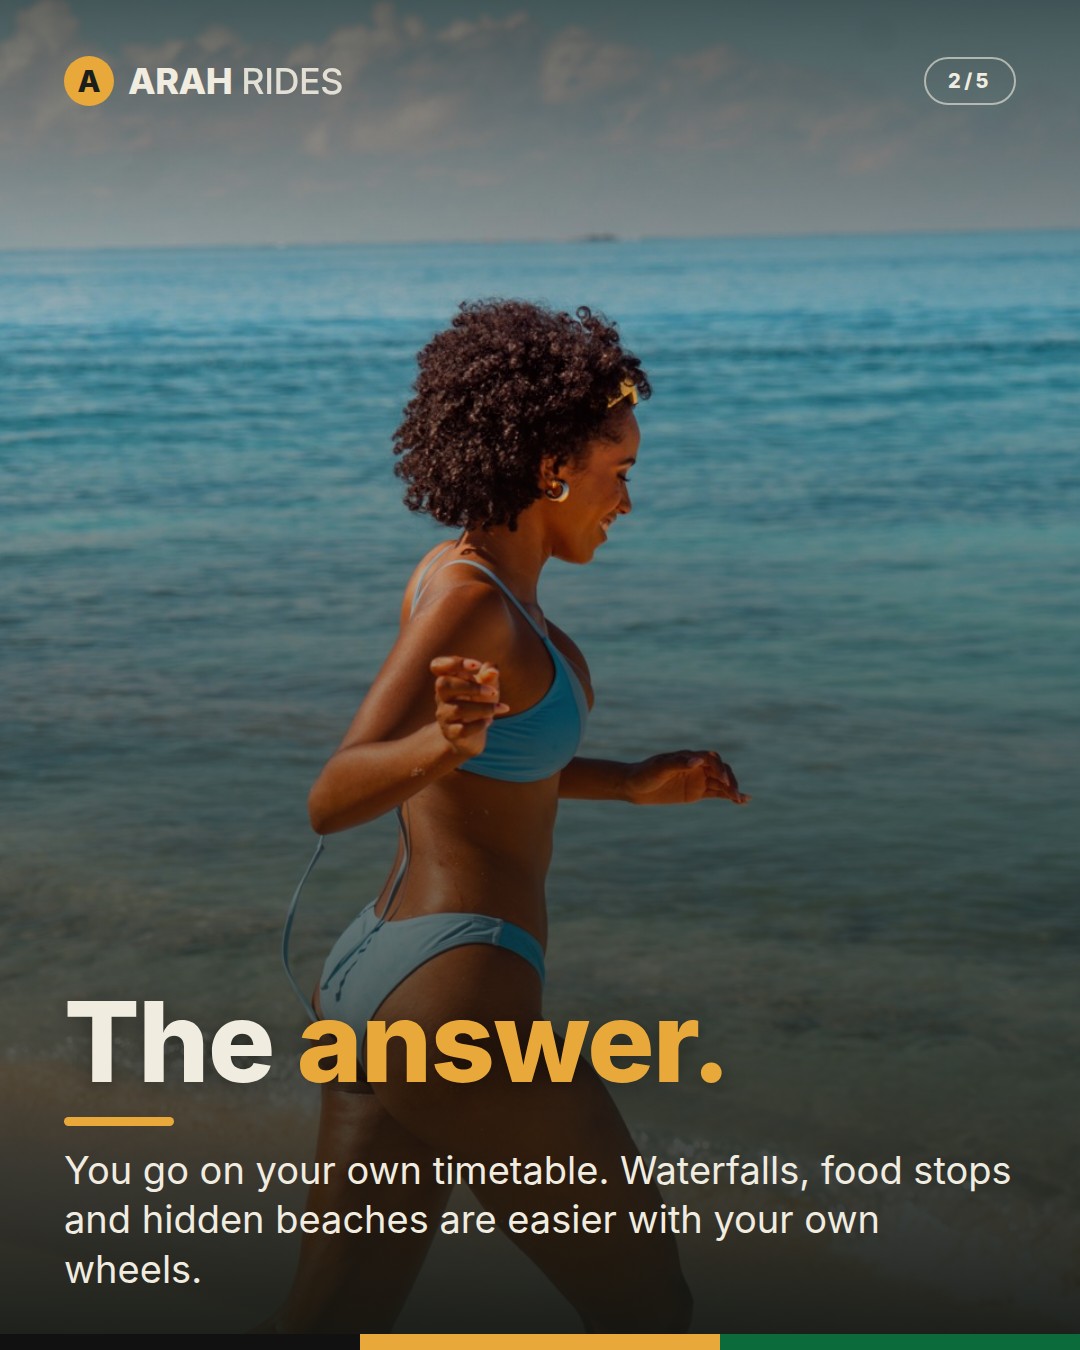 A ARAH RIDES
2/5
The answer.
You go on your own timetable. Waterfalls, food stops
and hidden beaches are easier with your own
wheels.